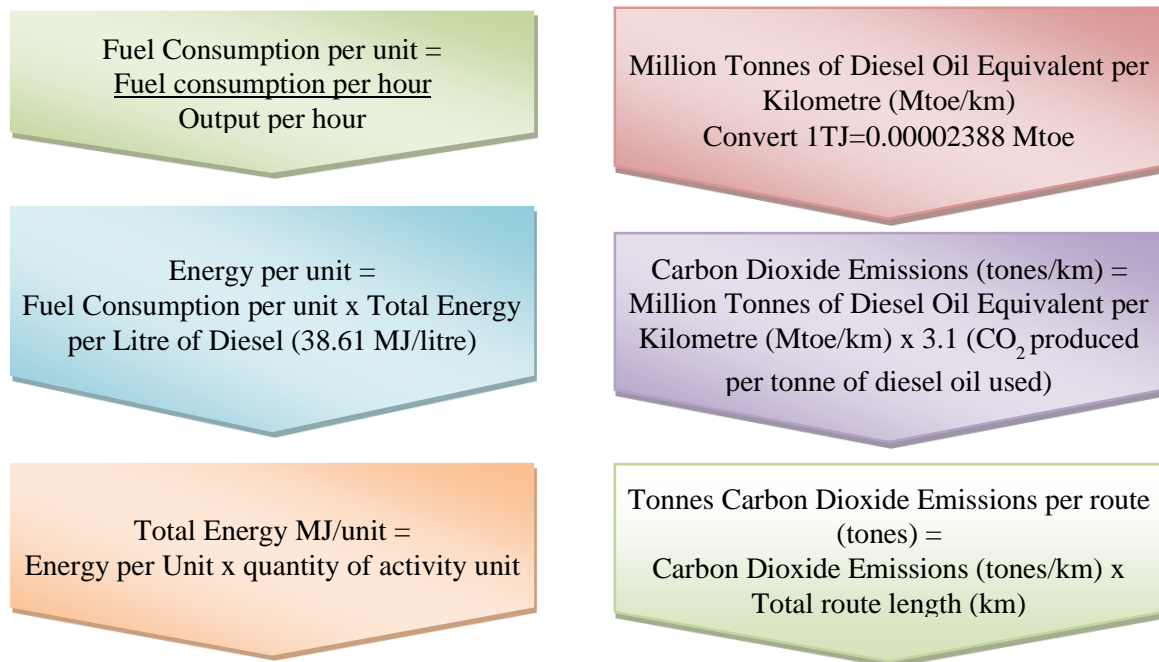 Fuel Consumption per unit =
Fuel consumption per hour
Output per hour
Energy per unit =
Fuel Consumption per unit x Total Energy
per Litre of Diesel (38.61 MJ/litre)
Total Energy MJ/unit =
Energy per Unit x quantity of activity unit
Million Tonnes of Diesel Oil Equivalent per
Kilometre (Mtoe/km)
Convert 1TJ=0.00002388 Mtoe
Carbon Dioxide Emissions (tones/km) =
Million Tonnes of Diesel Oil Equivalent per
Kilometre (Mtoe/km) x 3.1 (CO₂ produced
per tonne of diesel oil used)
Tonnes Carbon Dioxide Emissions per route
(tones) =
Carbon Dioxide Emissions (tones/km) x
Total route length (km)